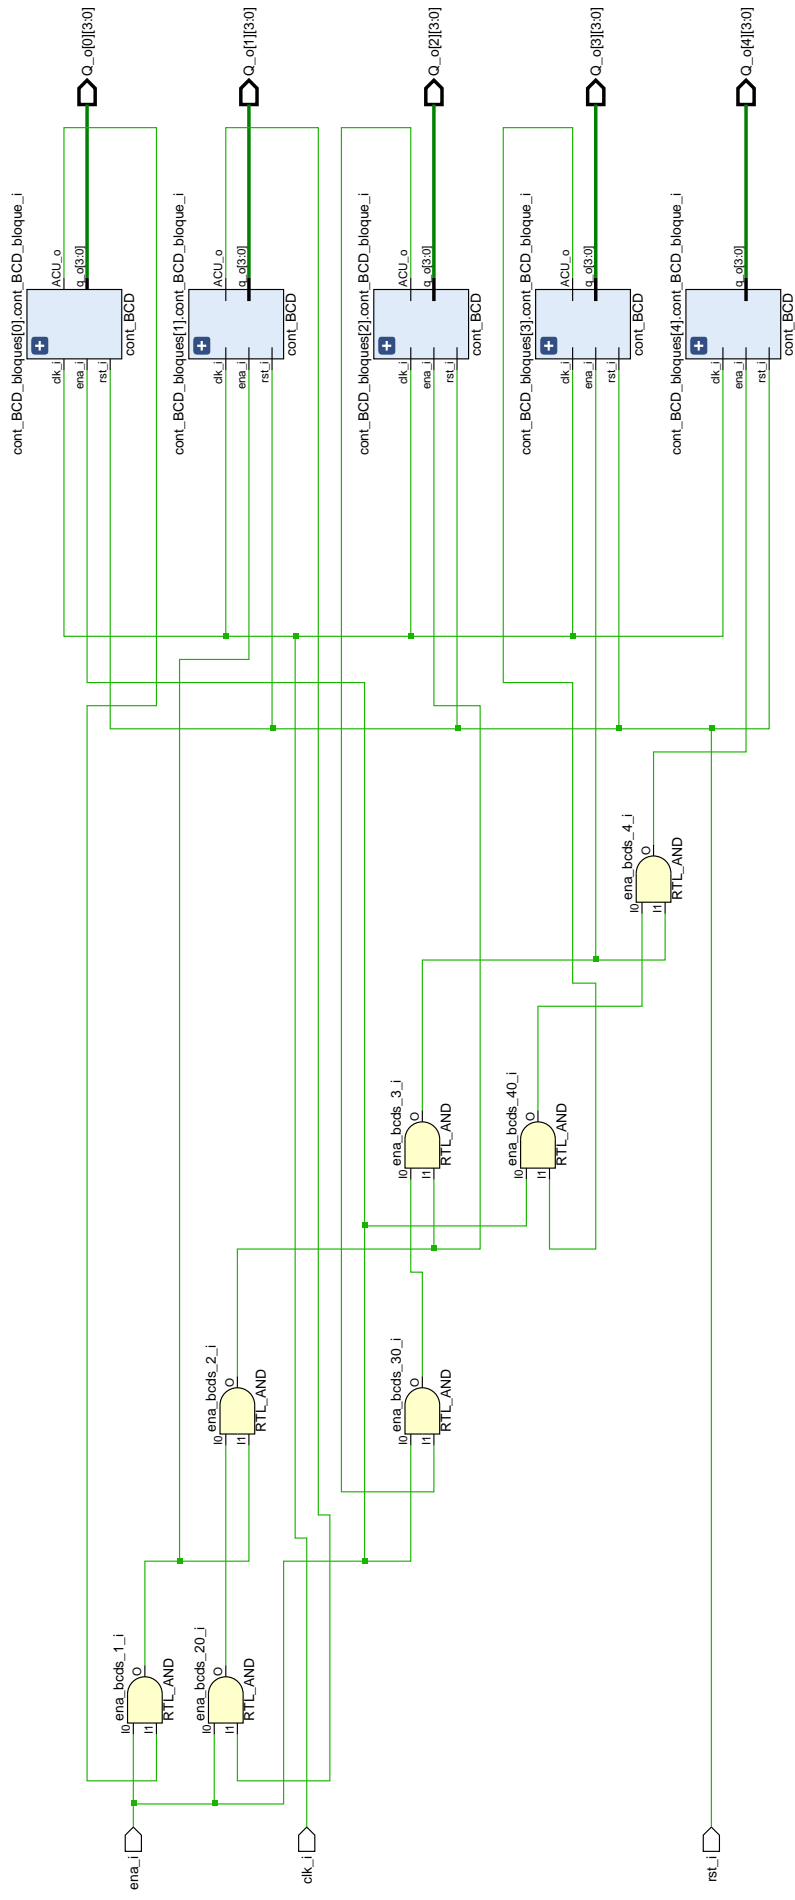 ena_i
clk_i
rst_i
ena_bcds_1_i
I0
I1
O
RTL_AND
ena_bcds_20_i
I0
I1
O
RTL_AND
ena_bcds_2_i
I0
I1
O
RTL_AND
ena_bcds_30_i
I0
I1
O
RTL_AND
ena_bcds_3_i
I0
I1
O
RTL_AND
ena_bcds_40_i
I0
I1
O
RTL_AND
ena_bcds_4_i
I0
I1
O
RTL_AND
cont_BCD_bloques[0].cont_BCD_bloque_i
clk_i
ena_i
rst_i
ACU_o
q_o[3:0]
cont_BCD
Q_o[0][3:0]
cont_BCD_bloques[1].cont_BCD_bloque_i
clk_i
ena_i
rst_i
ACU_o
q_o[3:0]
cont_BCD
Q_o[1][3:0]
cont_BCD_bloques[2].cont_BCD_bloque_i
clk_i
ena_i
rst_i
ACU_o
q_o[3:0]
cont_BCD
Q_o[2][3:0]
cont_BCD_bloques[3].cont_BCD_bloque_i
clk_i
ena_i
rst_i
ACU_o
q_o[3:0]
cont_BCD
Q_o[3][3:0]
cont_BCD_bloques[4].cont_BCD_bloque_i
clk_i
ena_i
rst_i
q_o[3:0]
cont_BCD
Q_o[4][3:0]